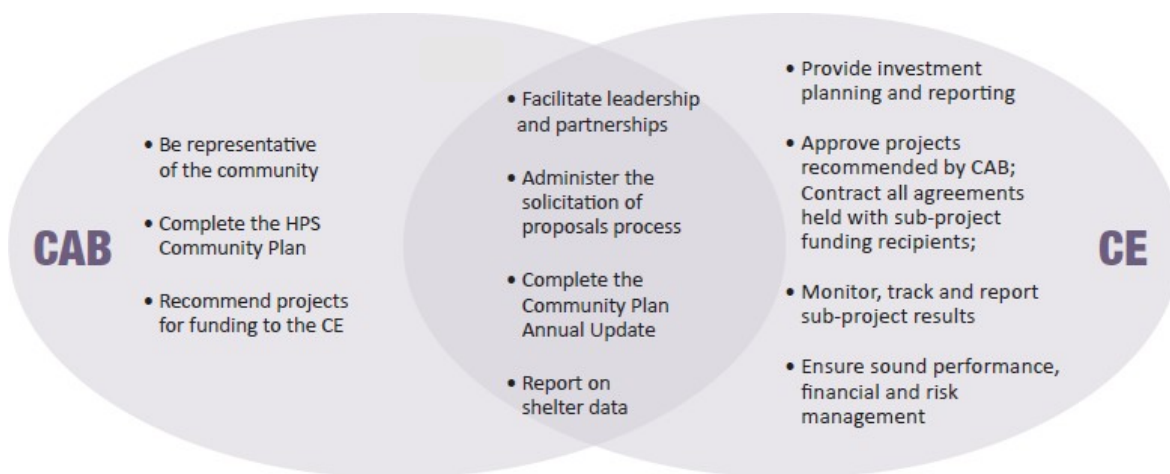 CAB
• Be representative
of the community
• Complete the HPS
Community Plan
• Recommend projects
for funding to the CE
• Facilitate leadership
and partnerships
• Administer the
solicitation of
proposals process
• Complete the
Community Plan
Annual Update
• Report on
shelter data
• Provide investment
planning and reporting
• Approve projects
recommended by CAB;
Contract all agreements
held with sub-project
funding recipients;
• Monitor, track and report
sub-project results
• Ensure sound performance,
financial and risk
management
CE